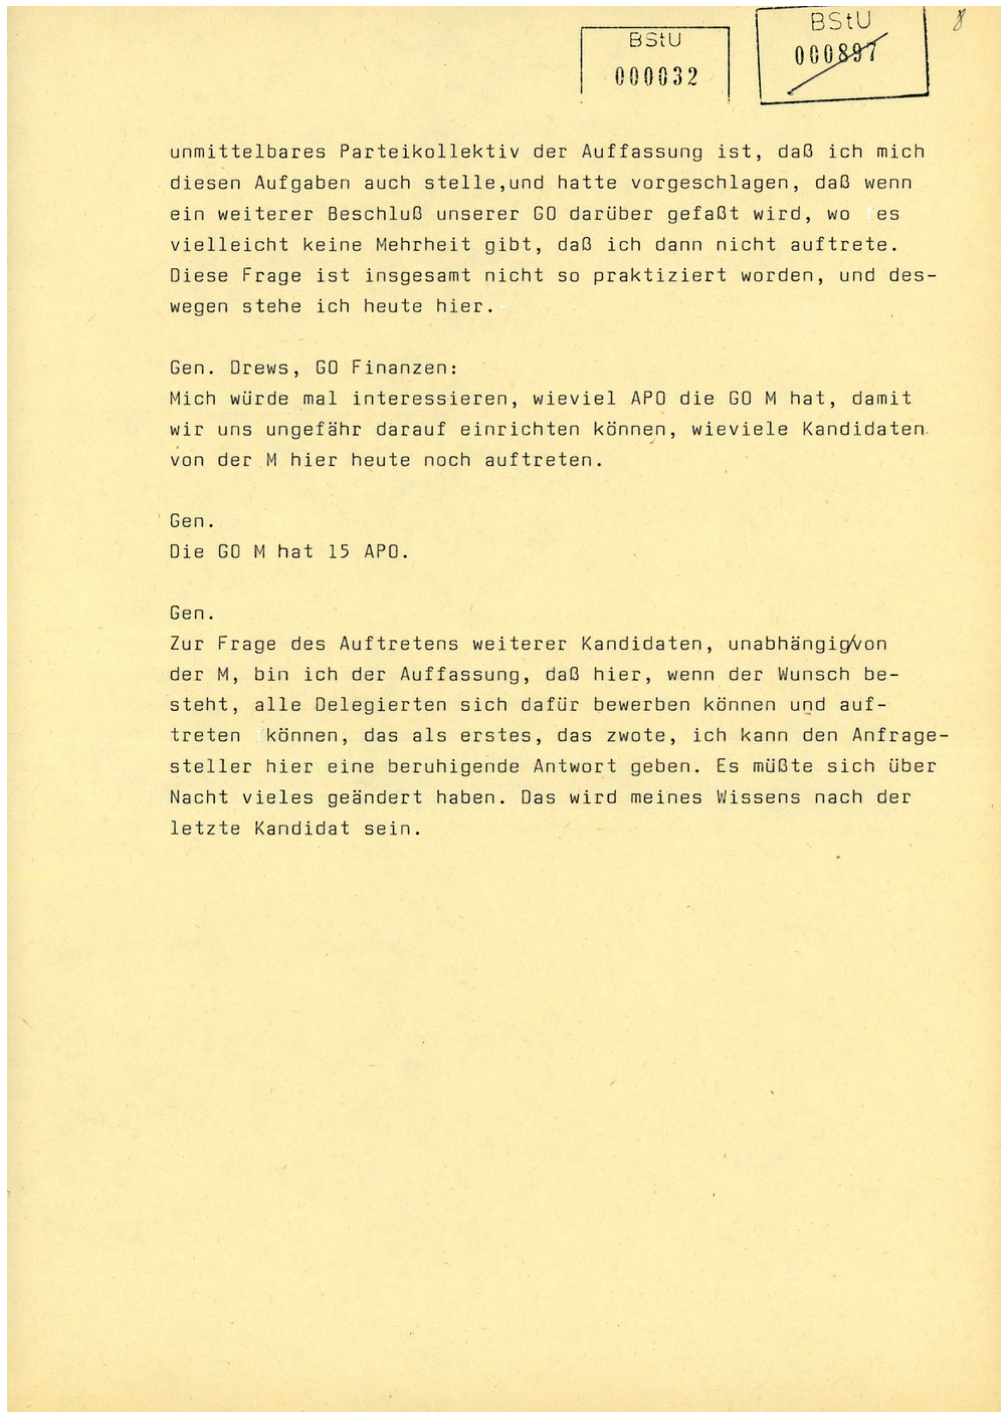 BStU
000032
BStU
000897
8
unmittelbares Parteikollektiv der Auffassung ist, daß ich mich
diesen Aufgaben auch stelle,und hatte vorgeschlagen, daß wenn
ein weiterer Beschluß unserer GO darüber gefaßt wird, wo es
vielleicht keine Mehrheit gibt, daß ich dann nicht auftrete.
Diese Frage ist insgesamt nicht so praktiziert worden, und des-
wegen stehe ich heute hier.
Gen. Drews, GO Finanzen:
Mich würde mal interessieren, wieviel APO die GO M hat, damit
wir uns ungefähr darauf einrichten können, wieviele Kandidaten
von der M hier heute noch auftreten.
Gen.
Die GO M hat 15 APO.
Gen.
Zur Frage des Auftretens weiterer Kandidaten, unabhängig/von
der M, bin ich der Auffassung, daß hier, wenn der Wunsch be-
steht, alle Delegierten sich dafür bewerben können und auf-
treten können, das als erstes, das zwote, ich kann den Anfrage-
steller hier eine beruhigende Antwort geben. Es müßte sich über
Nacht vieles geändert haben. Das wird meines Wissens nach der
letzte Kandidat sein.